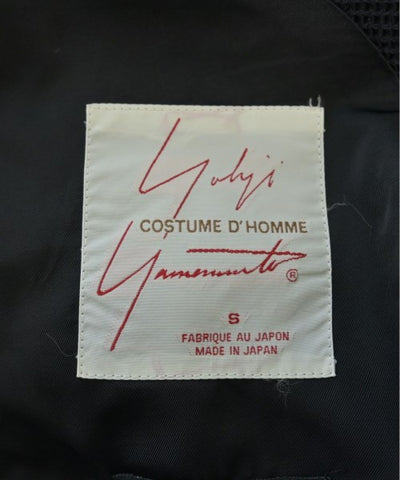 Yohji
COSTUME D'HOMME
Yamamoto ®
S
FABRIQUE AU JAPON
MADE IN JAPAN